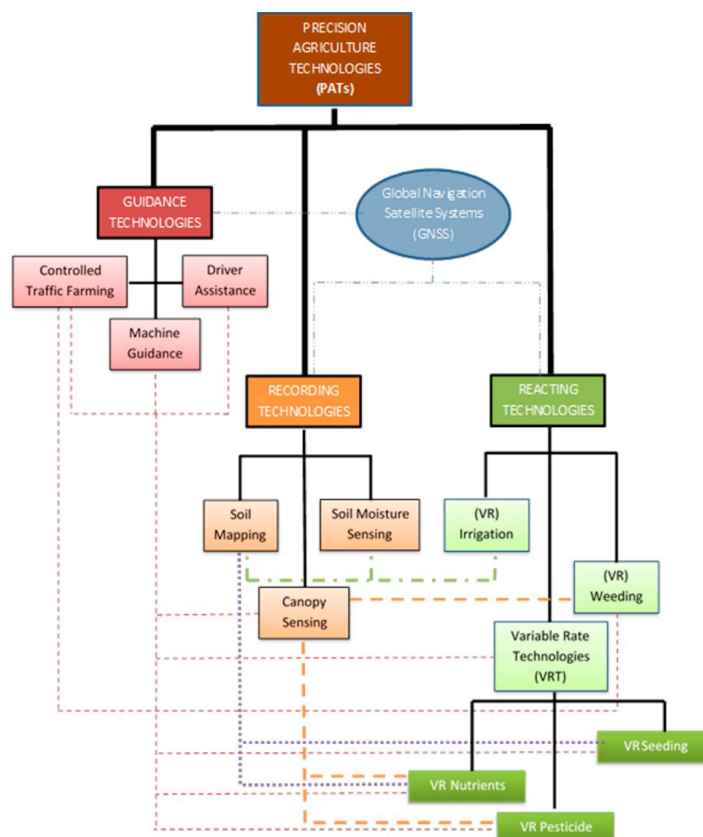 PRECISION
AGRICULTURE
TECHNOLOGIES
(PATs)
GUIDANCE
TECHNOLOGIES
Global Navigation
Satellite Systems
(GNSS)
Controlled
Traffic Farming
Driver
Assistance
Machine
Guidance
RECORDING
TECHNOLOGIES
REACTING
TECHNOLOGIES
Soil
Mapping
Soil Moisture
Sensing
(VR)
Irrigation
(VR)
Weeding
Canopy
Sensing
Variable Rate
Technologies
(VRT)
VR Seeding
VR Nutrients
VR Pesticide